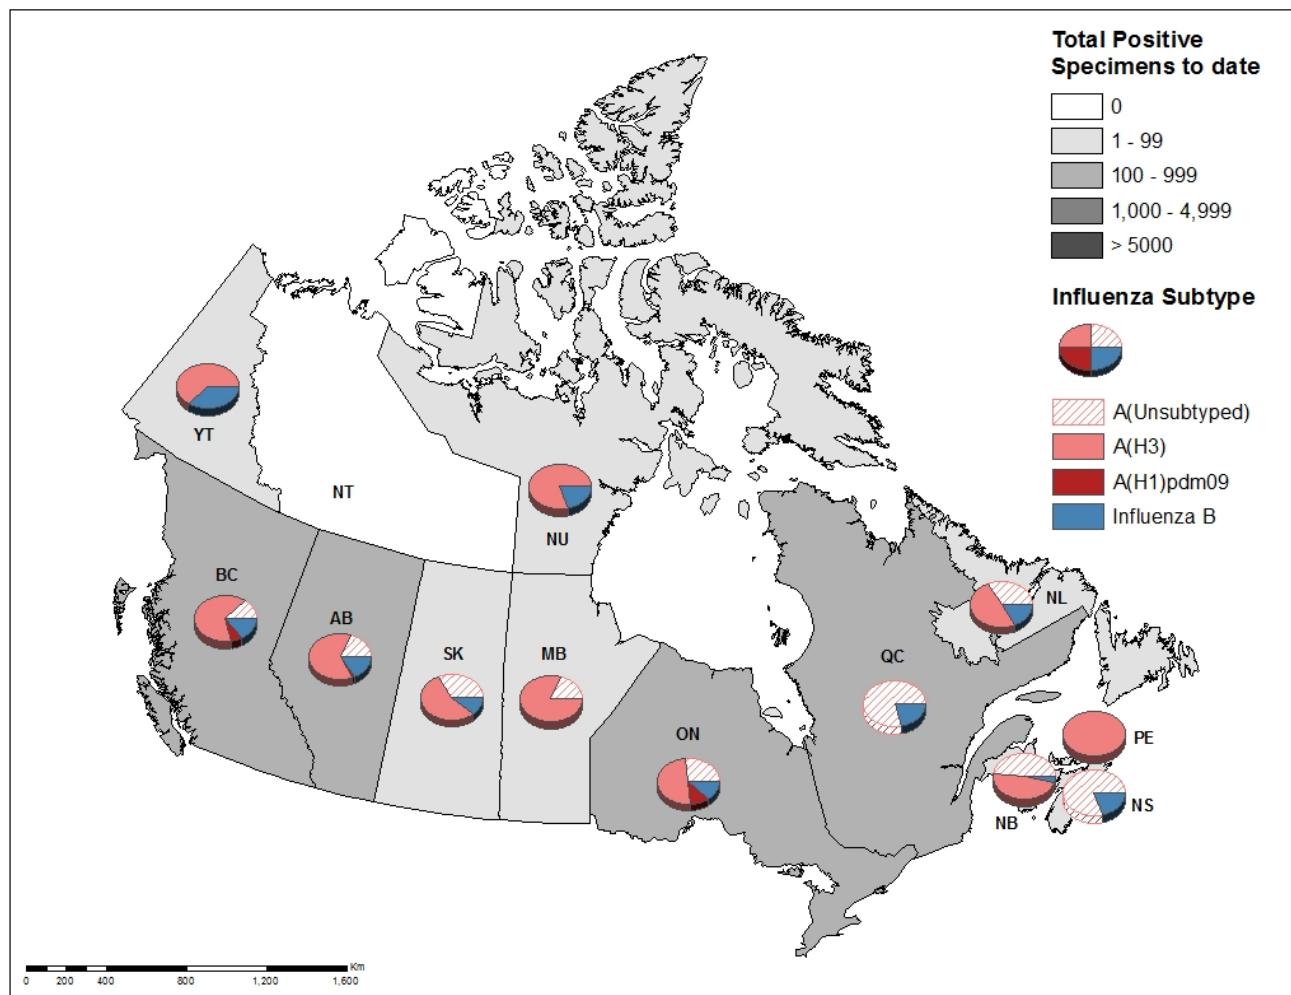 Total Positive
Specimens to date
0
1 - 99
100 - 999
1,000 - 4,999
> 5000
Influenza Subtype
A(Unsubtyped)
A(H3)
A(H1)pdm09
Influenza B
YT
NT
NU
BC
AB
SK
MB
ON
QC
NL
PE
NB
NS
Km
0 200 400 800 1,200 1,600